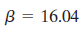 β = 16.04